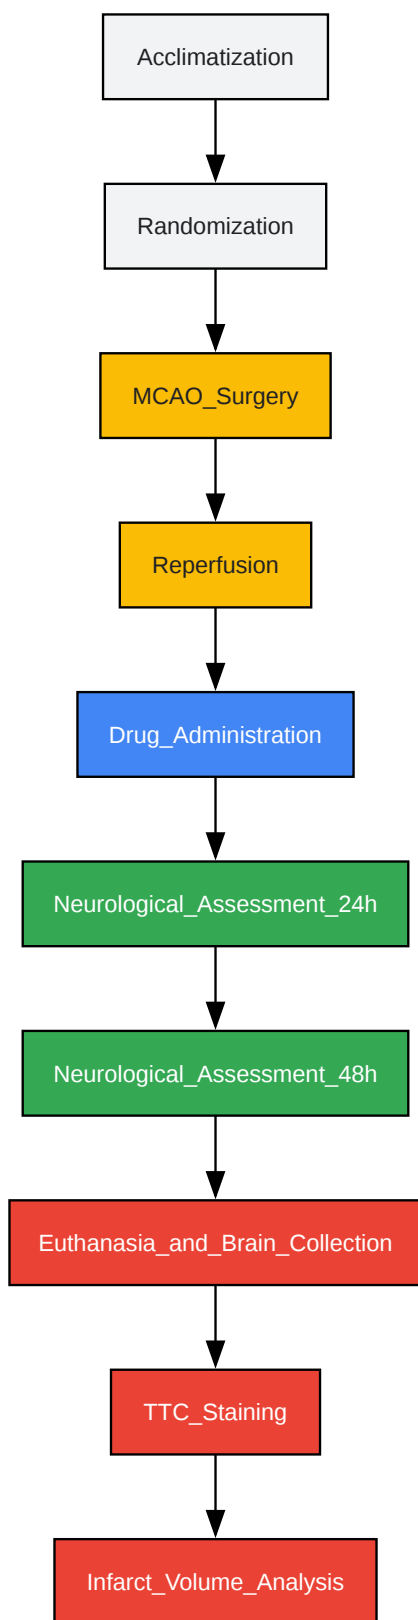 Acclimatization
Randomization
MCAO_Surgery
Reperfusion
Drug_Administration
Neurological_Assessment_24h
Neurological_Assessment_48h
Euthanasia_and_Brain_Collection
TTC_Staining
Infarct_Volume_Analysis